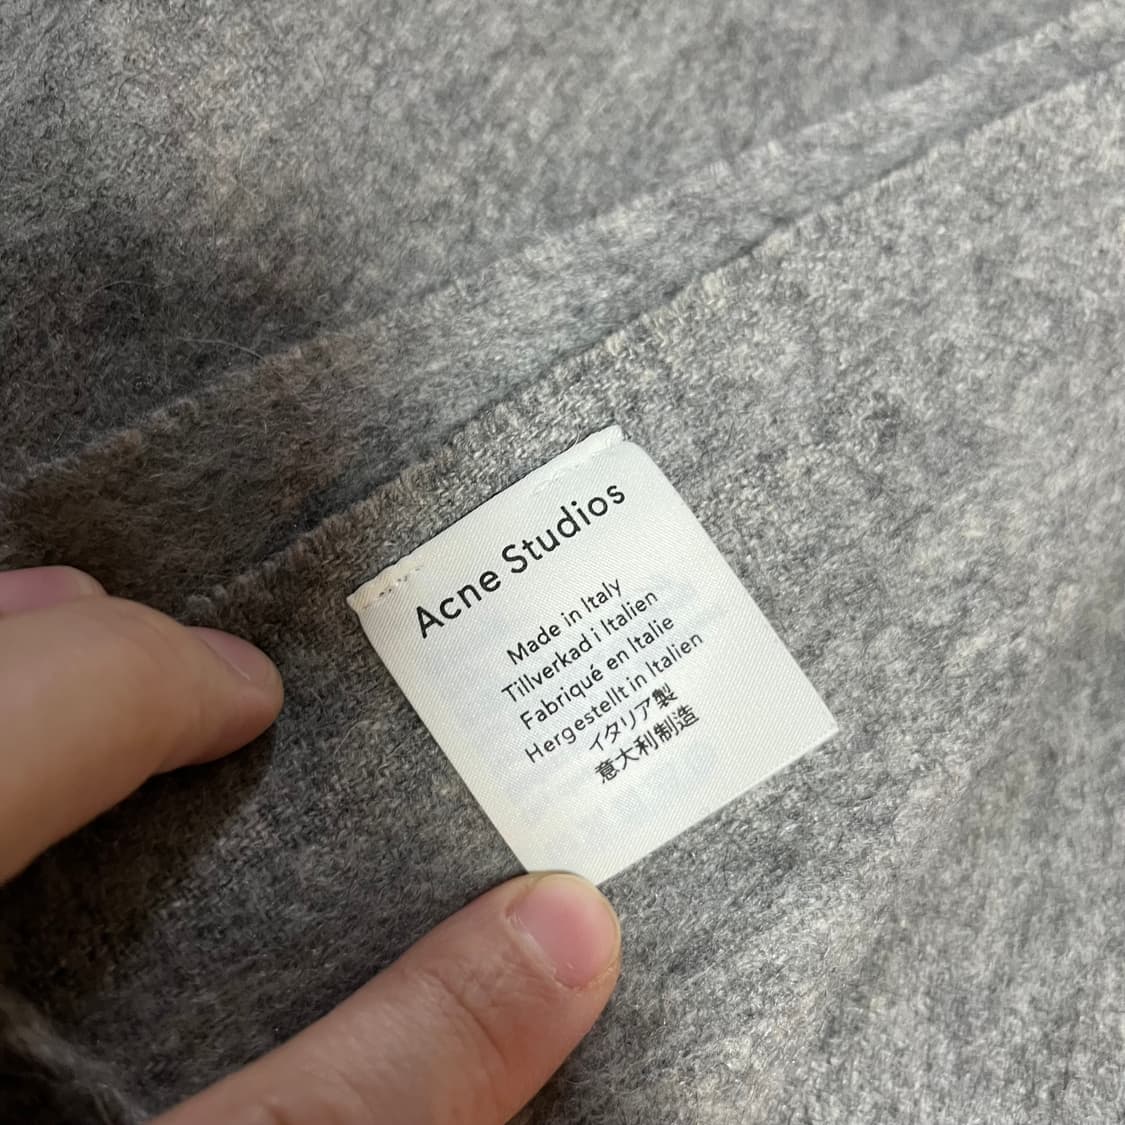 Acne Studios
Made in Italy
Tillverkad i Italien
Fabriqué en Italie
Hergestellt in Italien
イタリア製
意大利制造